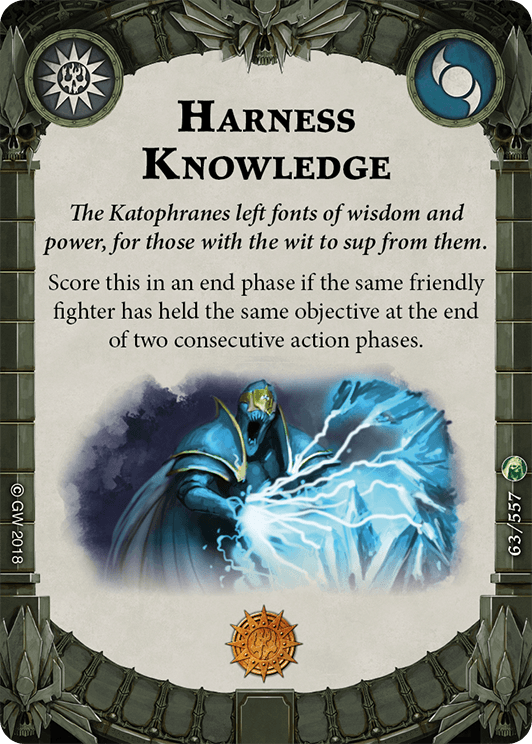 Harness
Knowledge
The Katophranes left fonts of wisdom and
power, for those with the wit to sup from them.
Score this in an end phase if the same friendly
fighter has held the same objective at the end
of two consecutive action phases.
© GW 2018
63/557